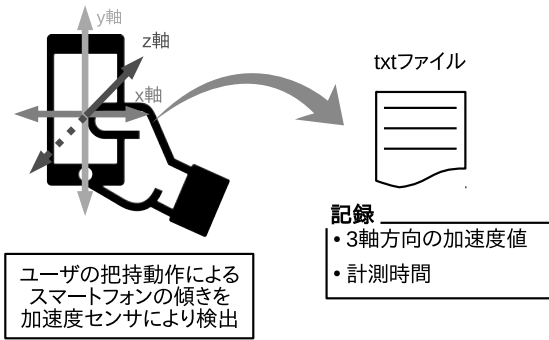 y軸
z軸
x軸
txtファイル
記録
• 3軸方向の加速度値
• 計測時間
ユーザの把持動作による
スマートフォンの傾きを
加速度センサにより検出